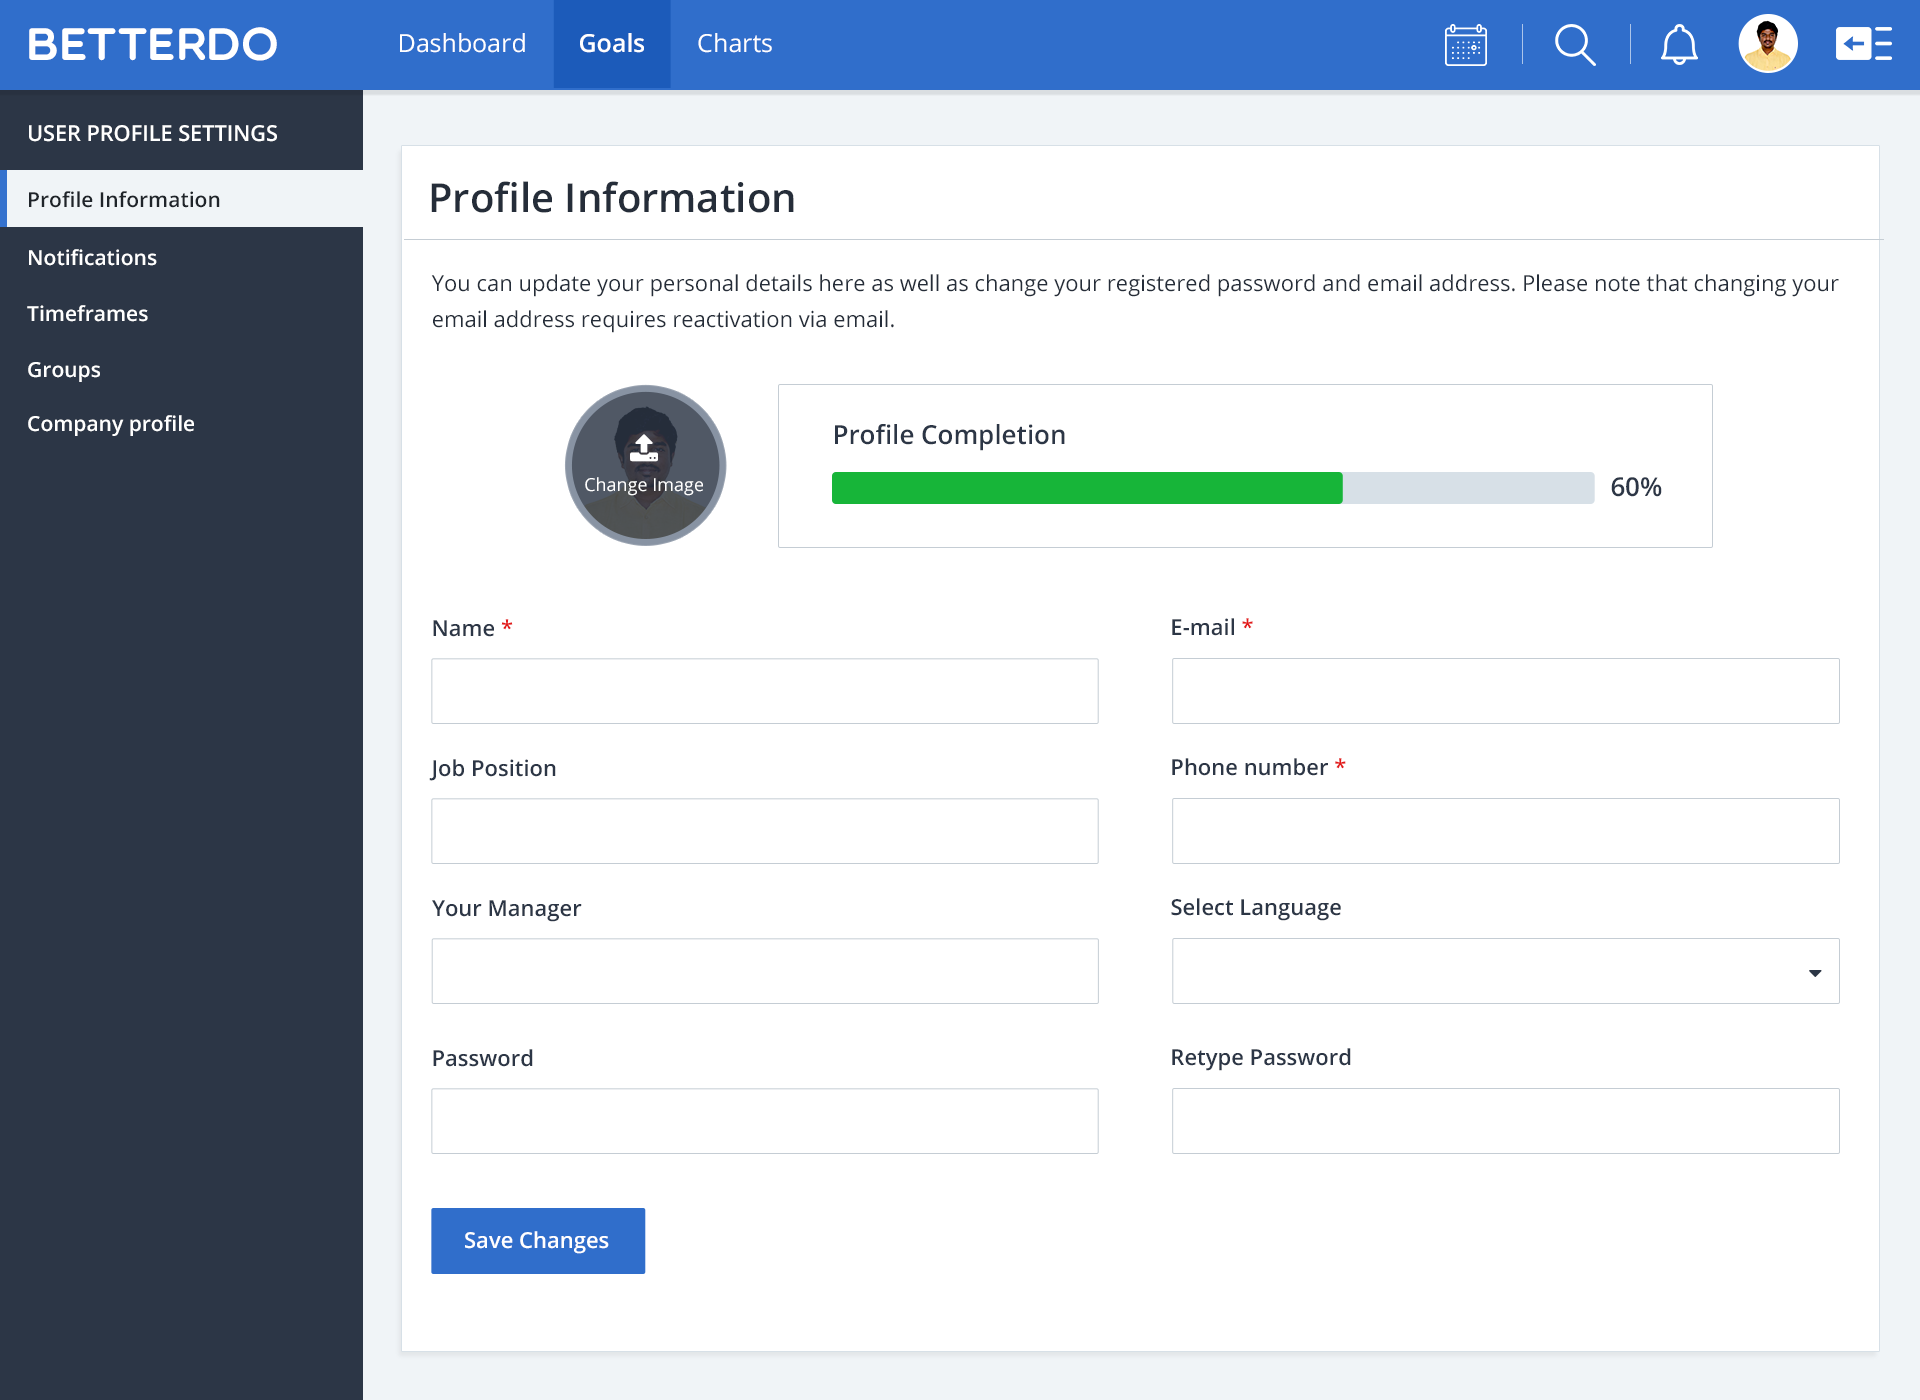 BETTERDO
Dashboard
Goals
Charts
USER PROFILE SETTINGS
Profile Information
Notifications
Timeframes
Groups
Company profile
Profile Information
You can update your personal details here as well as change your registered password and email address. Please note that changing your
email address requires reactivation via email.
Change Image
Profile Completion
60%
Name *
E-mail *
Job Position
Phone number *
Your Manager
Select Language
Password
Retype Password
Save Changes